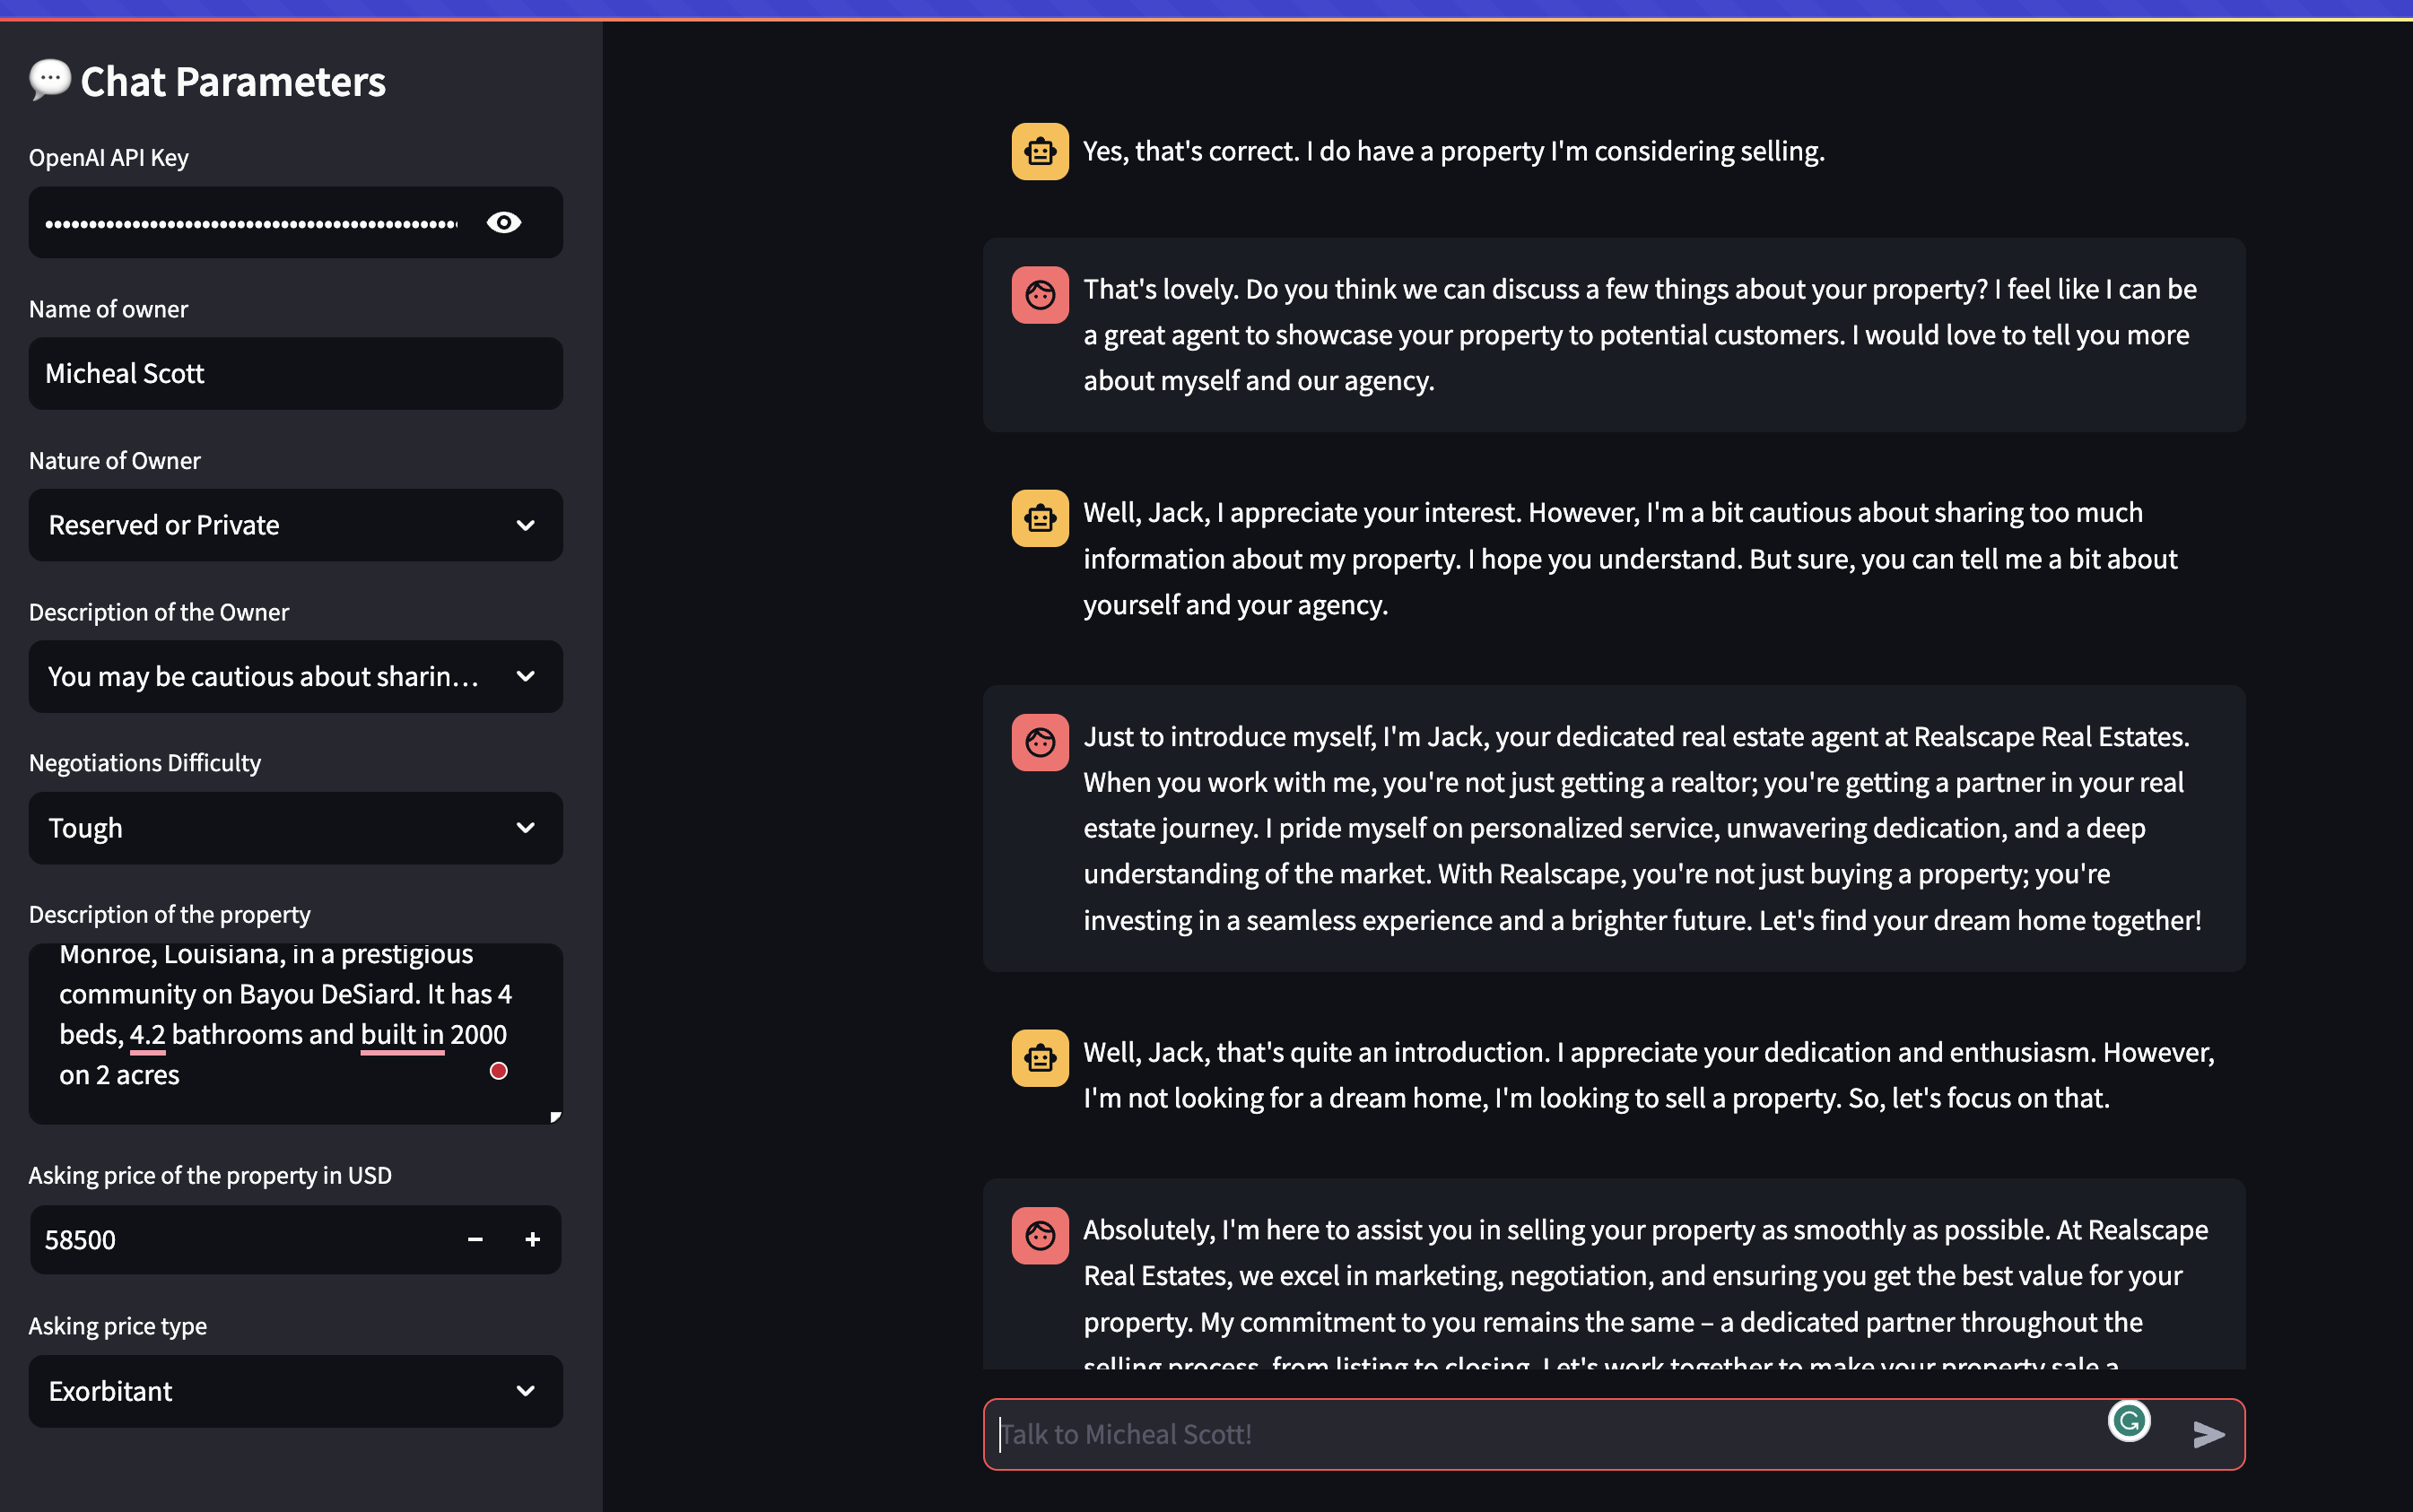 Chat Parameters
OpenAI API Key
Name of owner
Micheal Scott
Nature of Owner
Reserved or Private
Description of the Owner
You may be cautious about sharin...
Negotiations Difficulty
Tough
Description of the property
Monroe, Louisiana, in a prestigious
community on Bayou DeSiard. It has 4
beds, 4.2 bathrooms and built in 2000
on 2 acres
Asking price of the property in USD
58500
Asking price type
Exorbitant
Yes, that's correct. I do have a property I'm considering selling.
That's lovely. Do you think we can discuss a few things about your property? I feel like I can be
a great agent to showcase your property to potential customers. I would love to tell you more
about myself and our agency.
Well, Jack, I appreciate your interest. However, I'm a bit cautious about sharing too much
information about my property. I hope you understand. But sure, you can tell me a bit about
yourself and your agency.
Just to introduce myself, I'm Jack, your dedicated real estate agent at Realscape Real Estates.
When you work with me, you're not just getting a realtor; you're getting a partner in your real
estate journey. I pride myself on personalized service, unwavering dedication, and a deep
understanding of the market. With Realscape, you're not just buying a property; you're
investing in a seamless experience and a brighter future. Let's find your dream home together!
Well, Jack, that's quite an introduction. I appreciate your dedication and enthusiasm. However,
I'm not looking for a dream home, I'm looking to sell a property. So, let's focus on that.
Absolutely, I'm here to assist you in selling your property as smoothly as possible. At Realscape
Real Estates, we excel in marketing, negotiation, and ensuring you get the best value for your
property. My commitment to you remains the same – a dedicated partner throughout the
selling process, from listing to closing. Let's work together to make your property sale a
Talk to Micheal Scott!